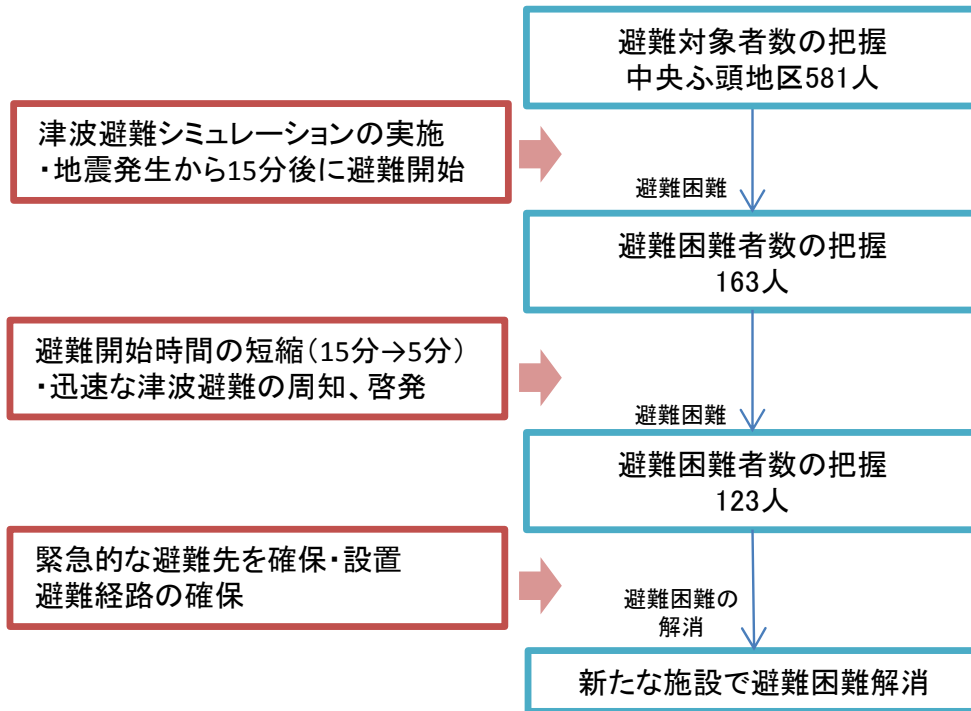 避難対象者数の把握
中央ふ頭地区581人
津波避難シミュレーションの実施
・地震発生から15分後に避難開始
避難困難
避難困難者数の把握
163人
避難開始時間の短縮（15分→5分）
・迅速な津波避難の周知、啓発
避難困難
避難困難者数の把握
123人
緊急的な避難先を確保・設置
避難経路の確保
避難困難の
解消
新たな施設で避難困難解消